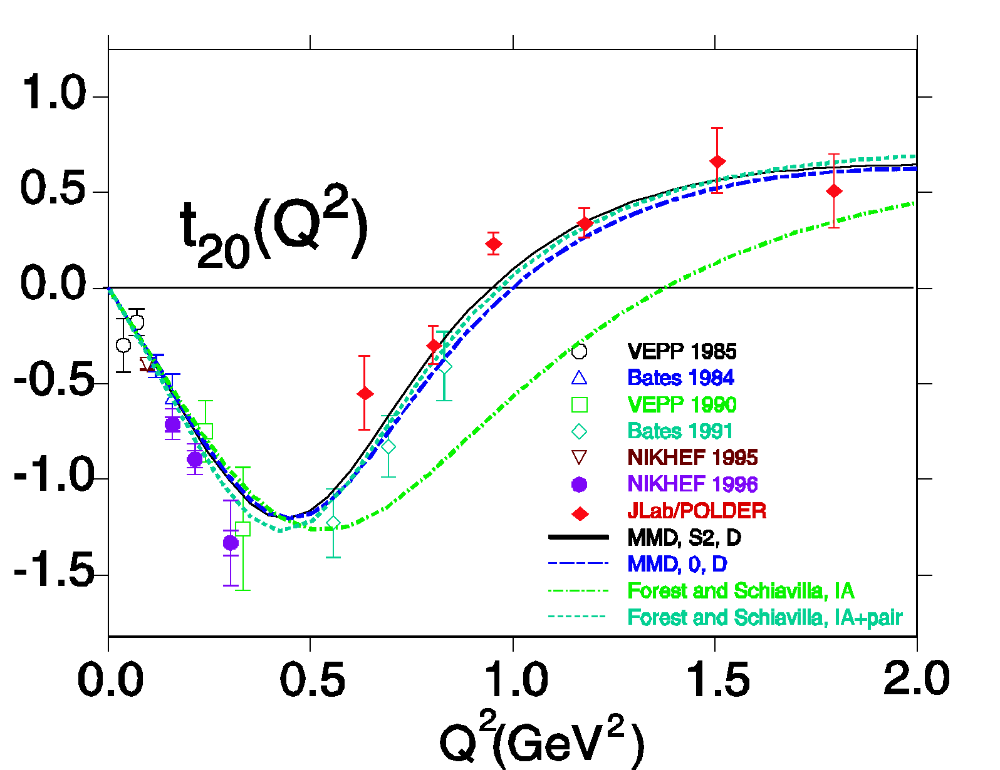 1.0
0.5
0.0
-0.5
-1.0
-1.5
t20(Q2)
VEPP 1985
Bates 1984
VEPP 1990
Bates 1991
NIKHEF 1995
NIKHEF 1996
JLab/POLDER
MMD, S2, D
MMD, 0, D
Forest and Schiavilla, IA
Forest and Schiavilla, IA+pair
0.0 0.5 1.0 1.5 2.0
Q2(GeV2)